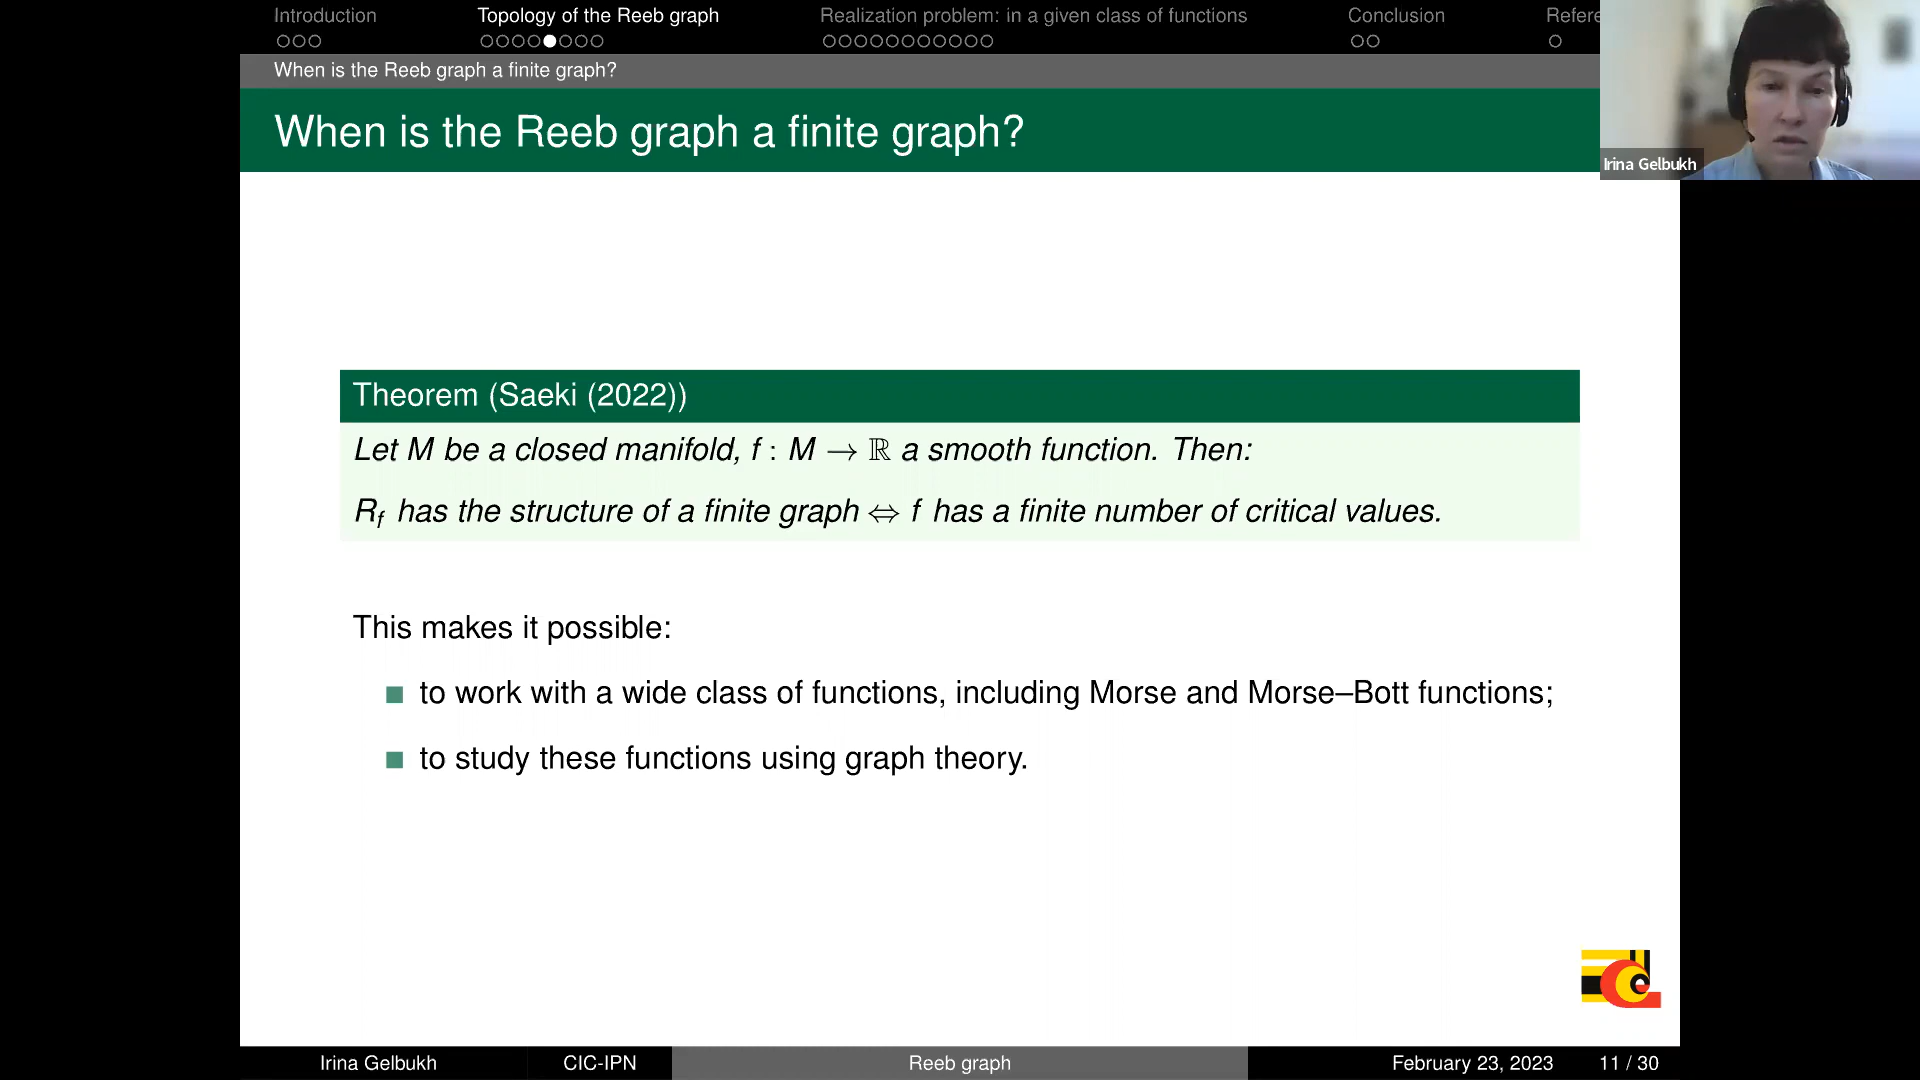 Introduction
Topology of the Reeb graph
Realization problem: in a given class of functions
Conclusion
Refere
When is the Reeb graph a finite graph?
When is the Reeb graph a finite graph?
Irina Gelbukh
Theorem (Saeki (2022))
Let M be a closed manifold, f : M → ℝ a smooth function. Then:
R_f has the structure of a finite graph ⇔ f has a finite number of critical values.
This makes it possible:
to work with a wide class of functions, including Morse and Morse–Bott functions;
to study these functions using graph theory.
Irina Gelbukh
CIC-IPN
Reeb graph
February 23, 2023
11 / 30